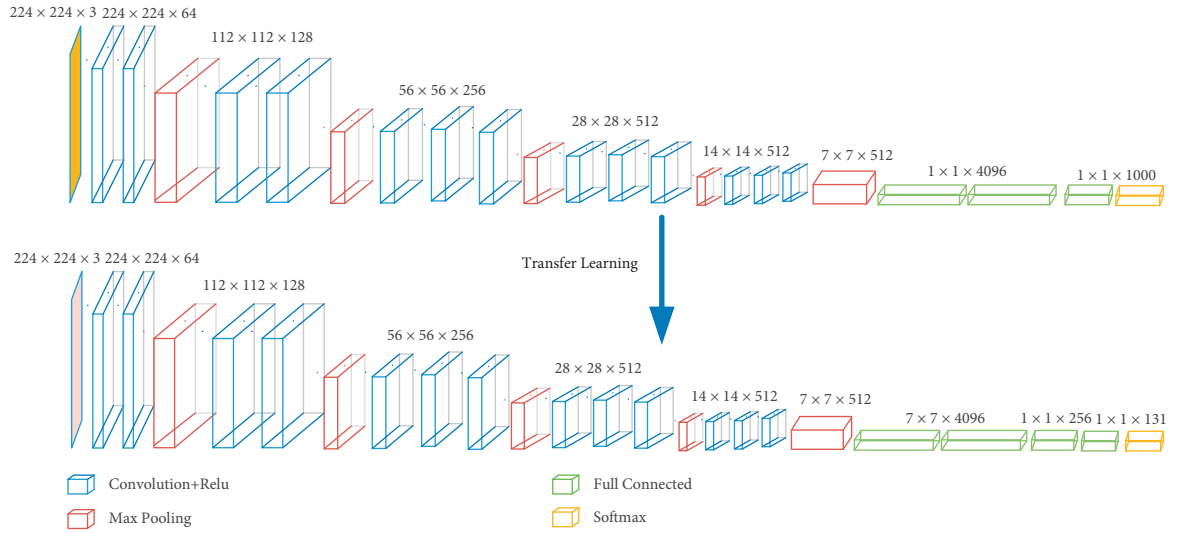 224 × 224 × 3 224 × 224 × 64
112 × 112 × 128
56 × 56 × 256
28 × 28 × 512
14 × 14 × 512
7 × 7 × 512
1 × 1 × 4096
1 × 1 × 1000
Transfer Learning
224 × 224 × 3 224 × 224 × 64
112 × 112 × 128
56 × 56 × 256
28 × 28 × 512
14 × 14 × 512
7 × 7 × 512
7 × 7 × 4096
1 × 1 × 256 1 × 1 × 131
Convolution+Relu
Full Connected
Max Pooling
Softmax